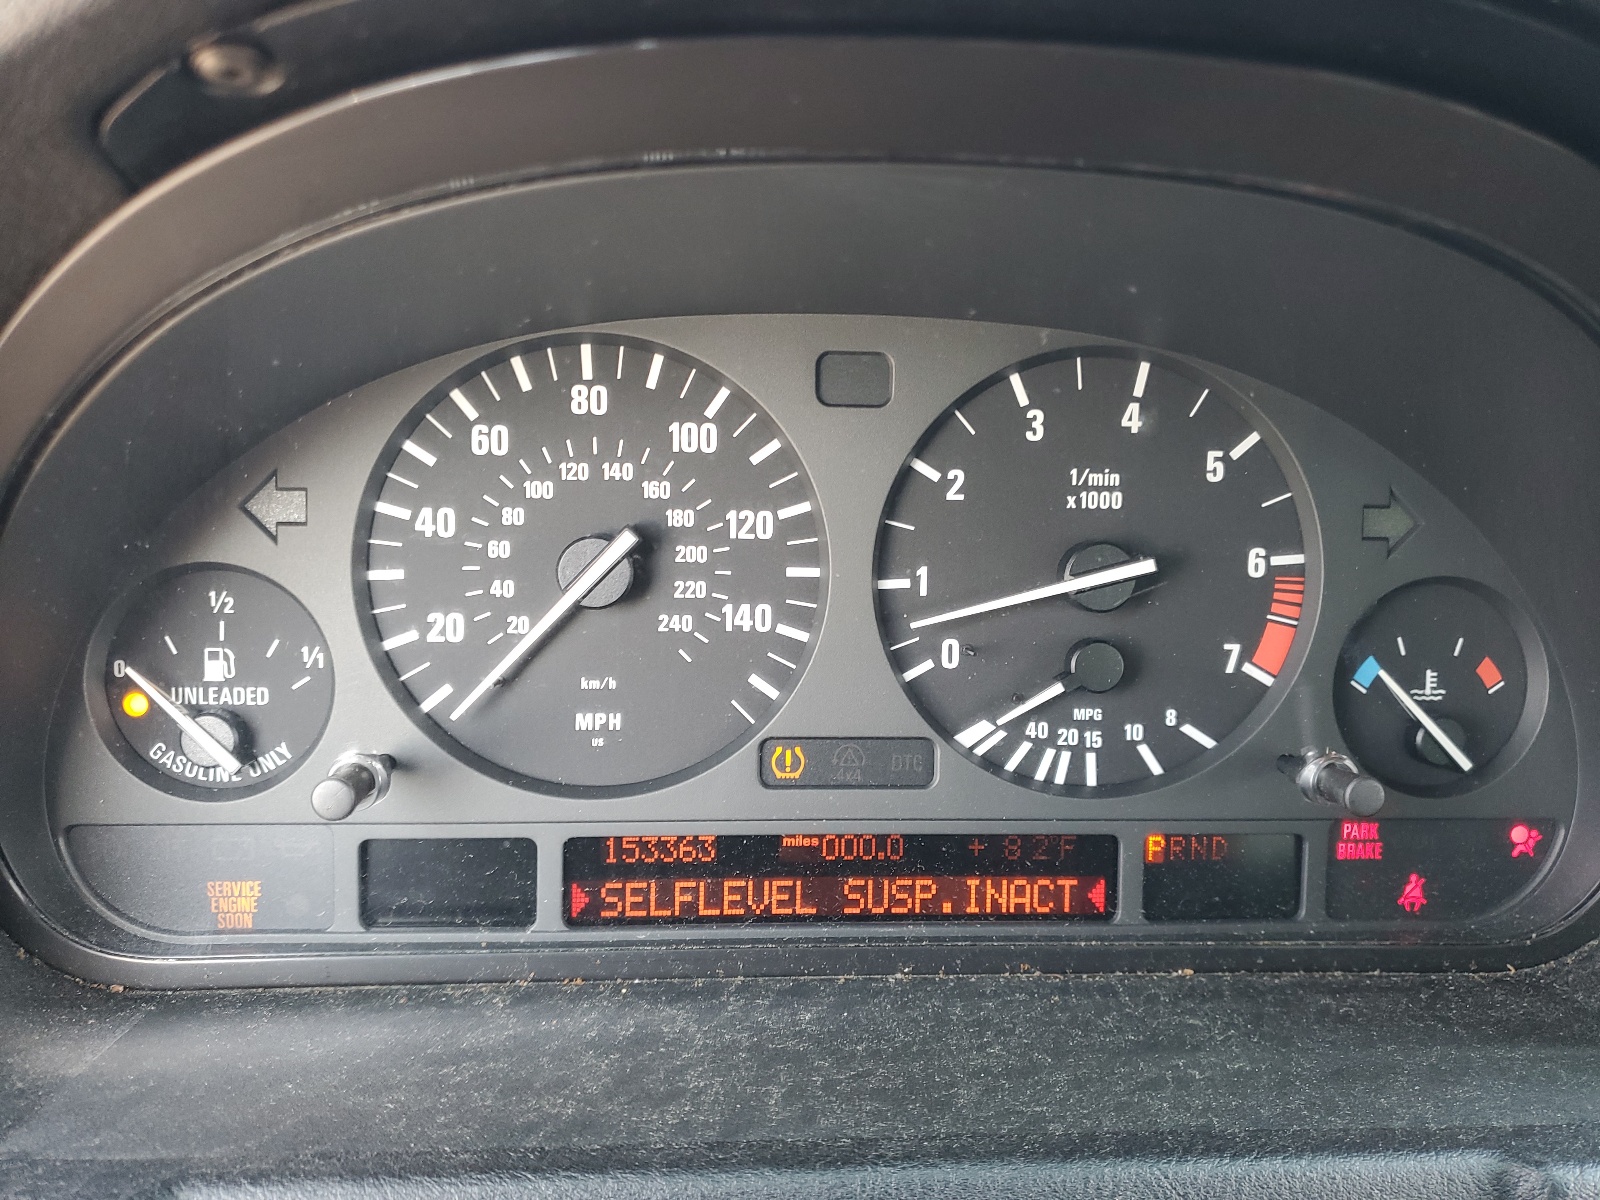 80
60
100
40
120
20
140
120 140
100
160
80
180
60
200
40
220
20
240
km/h
MPH
US
3
4
2
5
1
6
0
7
1/min
x1000
MPG
40 20 15 10 8
1/2
0
1/1
UNLEADED
GASOLINE ONLY
4x4
DTC
153363 miles 000.0 + 82°F
SELFLEVEL SUSP.INACT
PRND
PARK
BRAKE
SERVICE
ENGINE
SOON